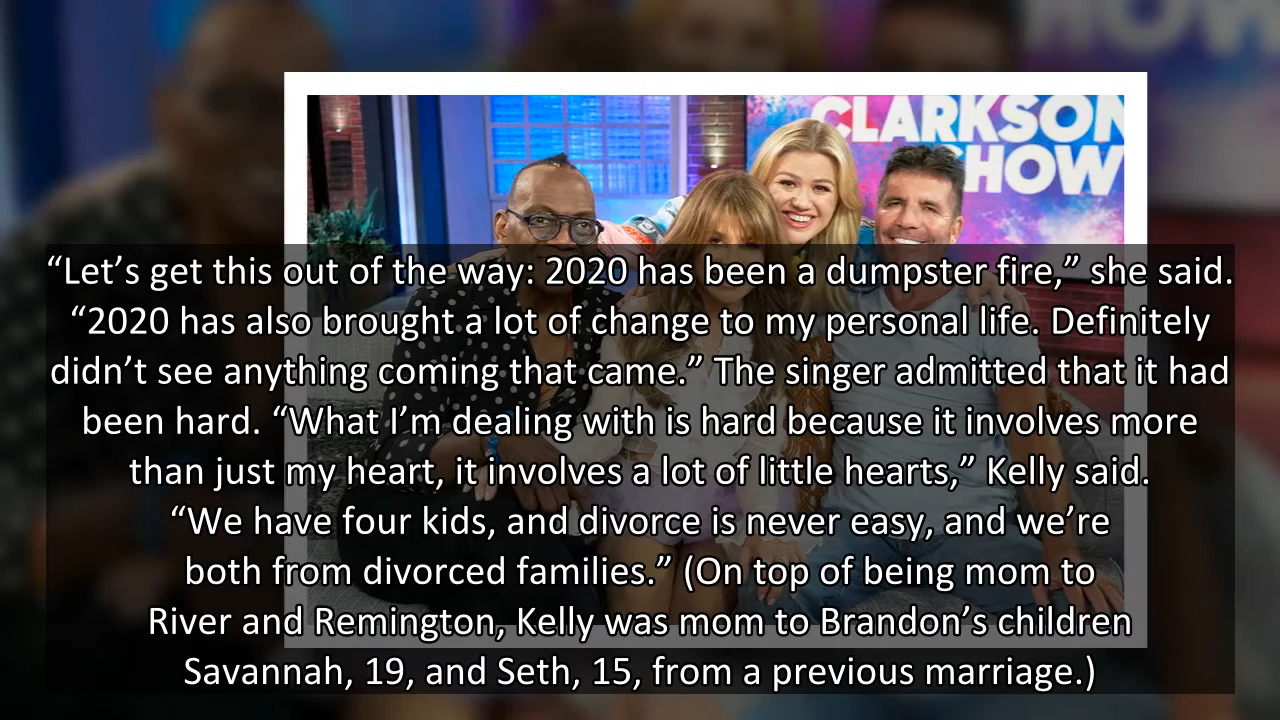 CLARKSON
SHOW
“Let’s get this out of the way: 2020 has been a dumpster fire,” she said.
“2020 has also brought a lot of change to my personal life. Definitely
didn’t see anything coming that came.” The singer admitted that it had
been hard. “What I’m dealing with is hard because it involves more
than just my heart, it involves a lot of little hearts,” Kelly said.
“We have four kids, and divorce is never easy, and we’re
both from divorced families.” (On top of being mom to
River and Remington, Kelly was mom to Brandon’s children
Savannah, 19, and Seth, 15, from a previous marriage.)